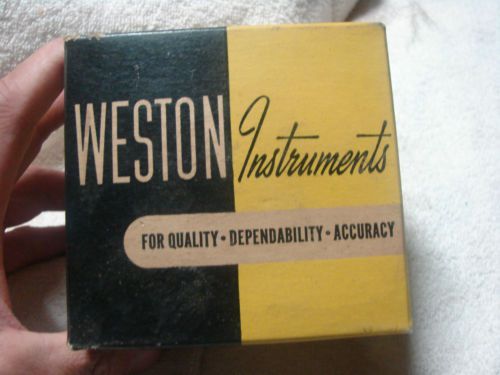 WESTON Instruments
FOR QUALITY • DEPENDABILITY • ACCURACY